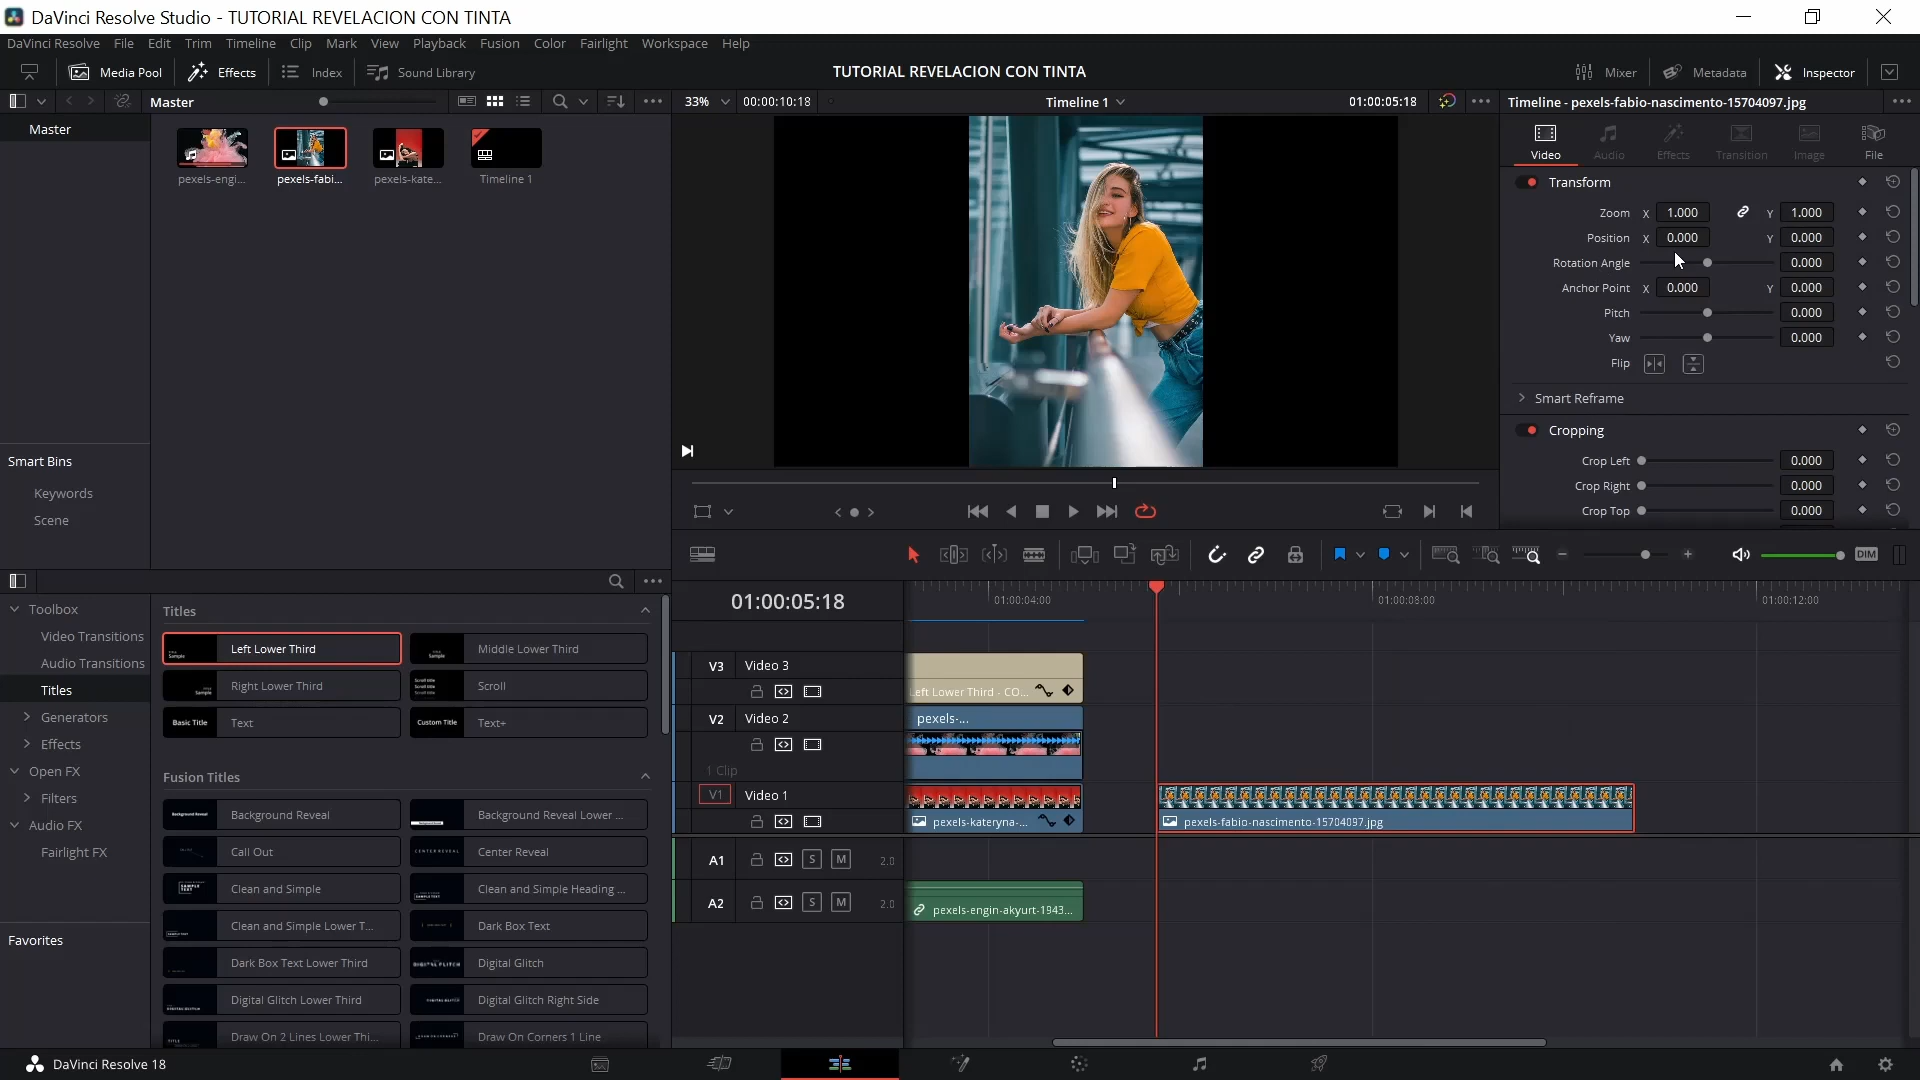 DaVinci Resolve Studio - TUTORIAL REVELACION CON TINTA
DaVinci Resolve File Edit Trim Timeline Clip Mark View Playback Fusion Color Fairlight Workspace Help
Media Pool Effects Index Sound Library TUTORIAL REVELACION CON TINTA Mixer Metadata Inspector
Master 33% 00:00:10:18 Timeline 1 01:00:05:18 Timeline - pexels-fabio-nascimento-15704097.jpg
Master
pexels-engi... pexels-fabi... pexels-kate... Timeline 1
Video Audio Effects Transition Image File
Transform
Zoom X 1.000 Y 1.000
Position X 0.000 Y 0.000
Rotation Angle 0.000
Anchor Point X 0.000 Y 0.000
Pitch 0.000
Yaw 0.000
Flip
Smart Reframe
Cropping
Crop Left 0.000
Crop Right 0.000
Crop Top 0.000
Smart Bins
Keywords
Scene
DIM
Toolbox
Video Transitions
Audio Transitions
Titles
Generators
Effects
Open FX
Filters
Audio FX
Fairlight FX
Favorites
Titles
Left Lower Third Middle Lower Third
Right Lower Third Scroll
Basic Title Text Custom Title Text+
Fusion Titles
Background Reveal Background Reveal Lower ...
Call Out Center Reveal
Clean and Simple Clean and Simple Heading ...
Clean and Simple Lower T... Dark Box Text
Dark Box Text Lower Third Digital Glitch
Digital Glitch Lower Third Digital Glitch Right Side
Draw On 2 Lines Lower Thi... Draw On Corners 1 Line
01:00:05:18 01:00:04:00 01:00:08:00 01:00:12:00
V3 Video 3
Left Lower Third - CO...
V2 Video 2 pexels-...
1 Clip
V1 Video 1
pexels-kateryna-... pexels-fabio-nascimento-15704097.jpg
A1 S M 2.0
A2 S M 2.0 pexels-engin-akyurt-1943...
DaVinci Resolve 18